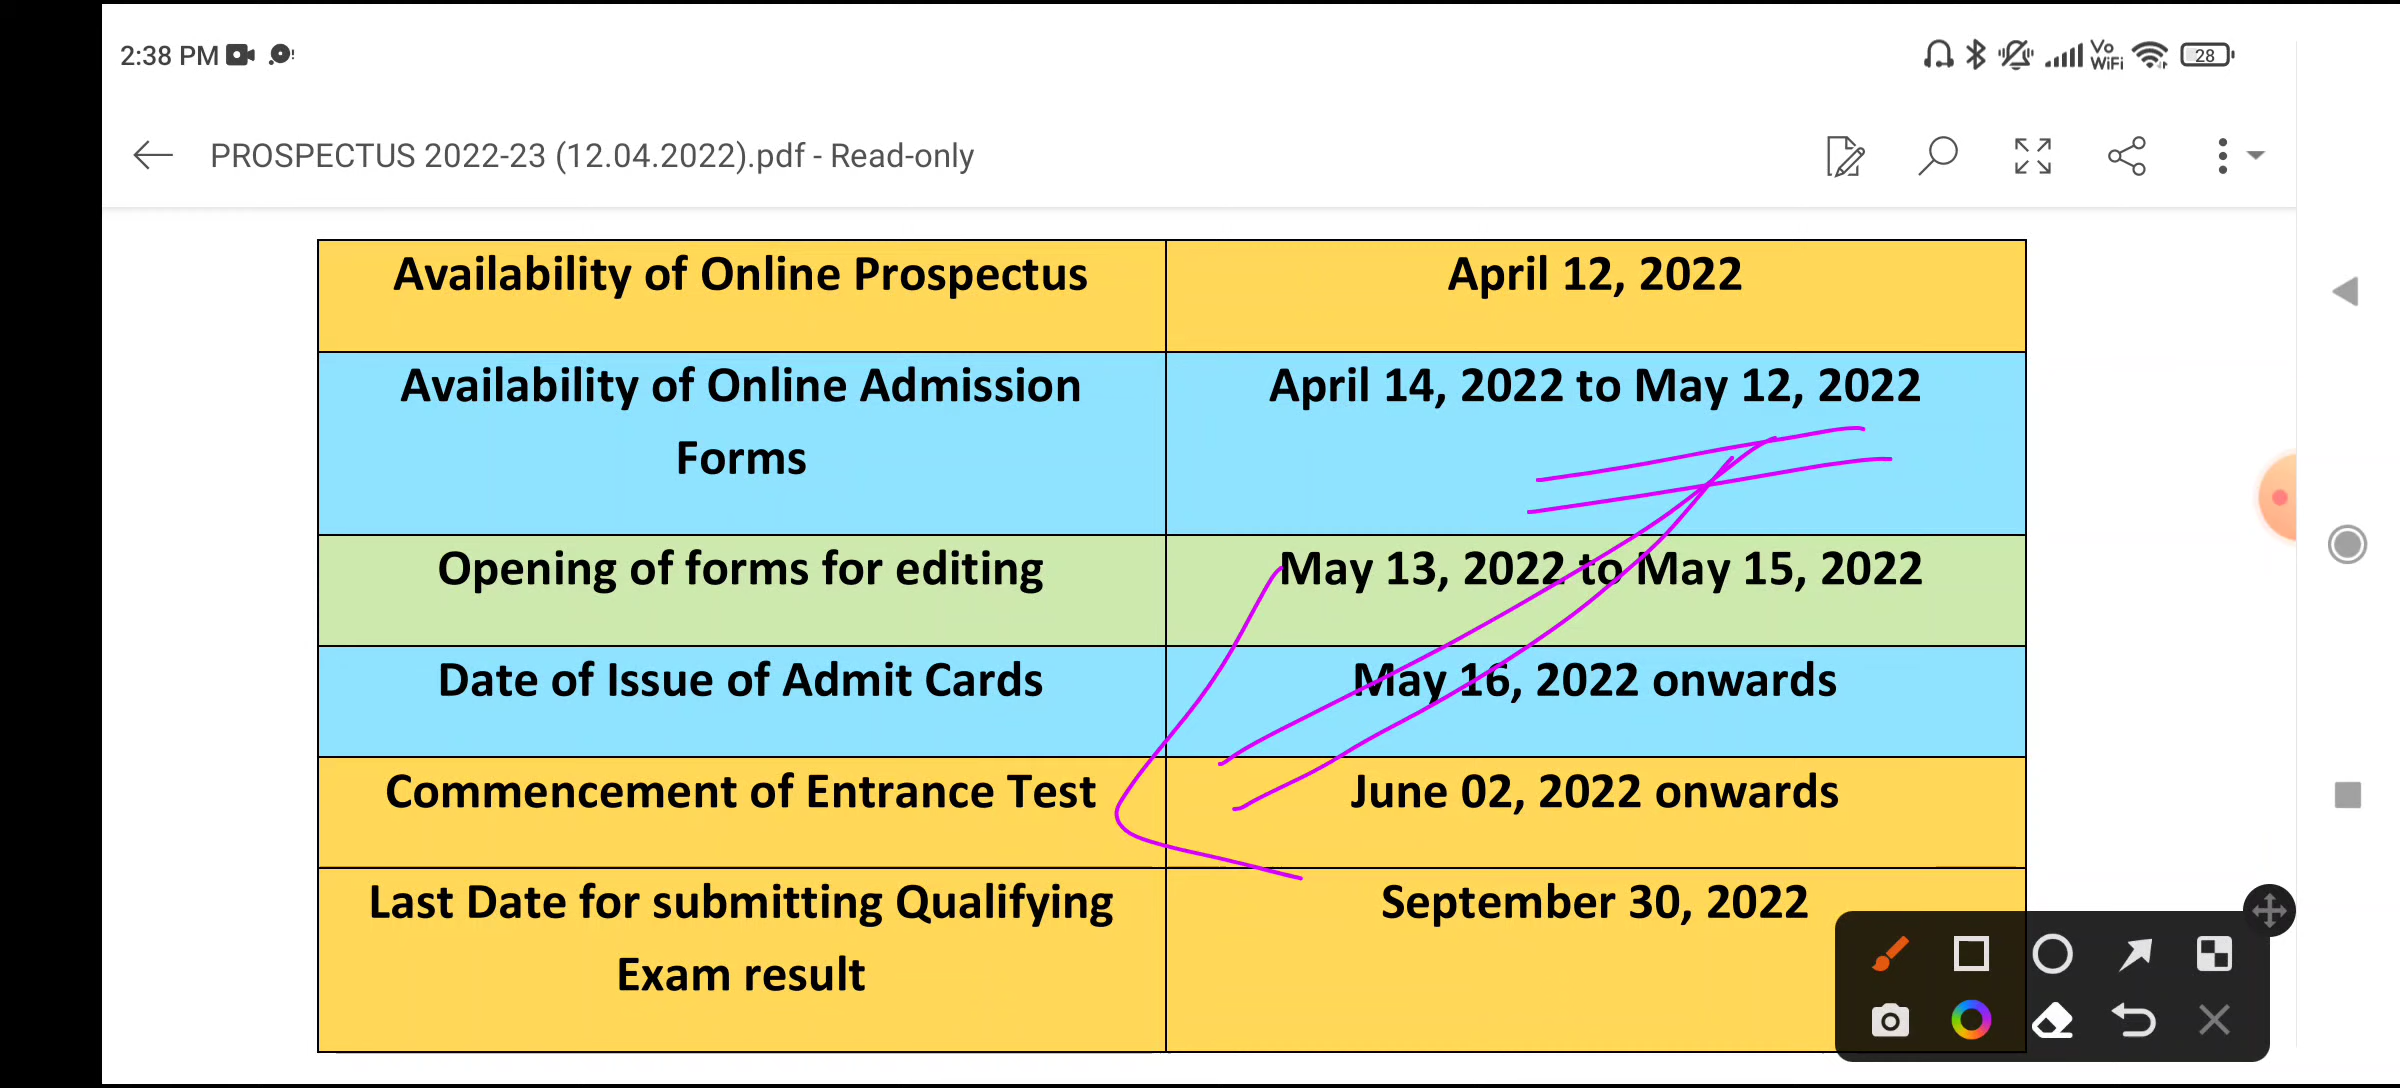 2:38 PM
Vo WiFi 28
PROSPECTUS 2022-23 (12.04.2022).pdf - Read-only
Availability of Online Prospectus April 12, 2022
Availability of Online Admission April 14, 2022 to May 12, 2022
Forms
Opening of forms for editing May 13, 2022 to May 15, 2022
Date of Issue of Admit Cards May 16, 2022 onwards
Commencement of Entrance Test June 02, 2022 onwards
Last Date for submitting Qualifying September 30, 2022
Exam result